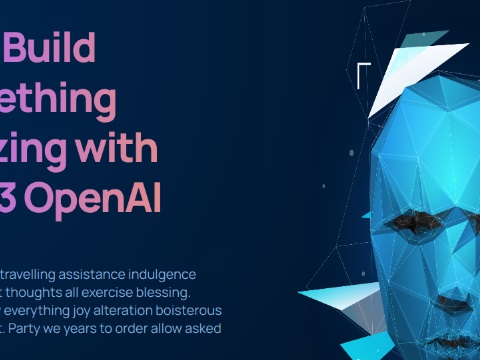 Build
ething
zing with
3 OpenAI
travelling assistance indulgence
t thoughts all exercise blessing.
everything joy alteration boisterous
t. Party we years to order allow asked